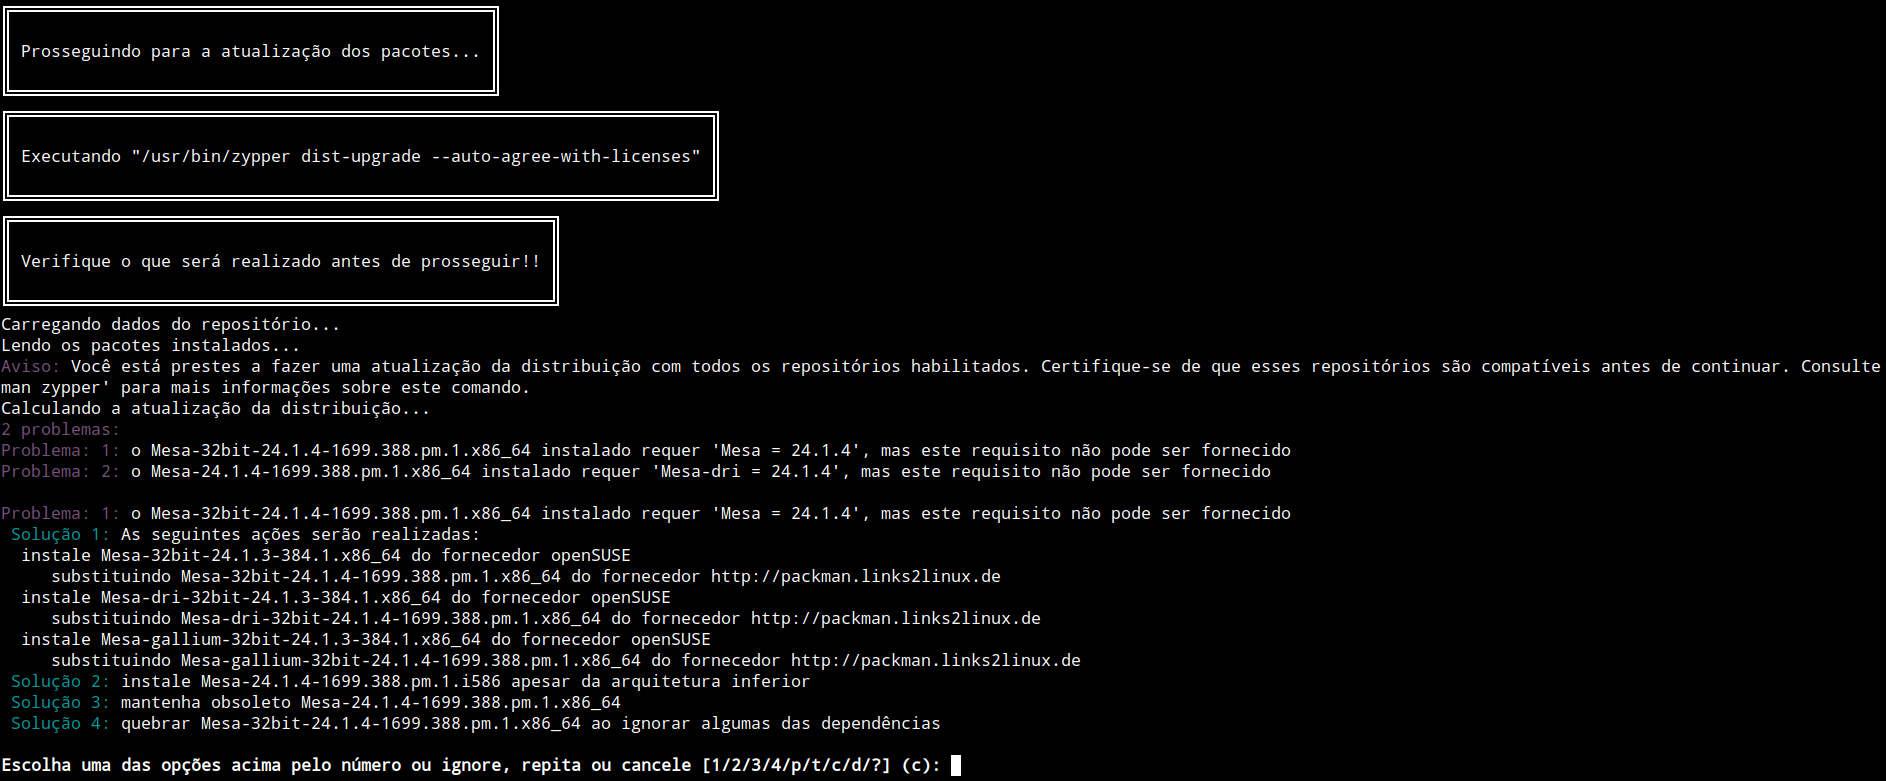 Prosseguindo para a atualização dos pacotes...
Executando "/usr/bin/zypper dist-upgrade --auto-agree-with-licenses"
Verifique o que será realizado antes de prosseguir!!
Carregando dados do repositório...
Lendo os pacotes instalados...
Aviso: Você está prestes a fazer uma atualização da distribuição com todos os repositórios habilitados. Certifique-se de que esses repositórios são compatíveis antes de continuar. Consulte
man zypper' para mais informações sobre este comando.
Calculando a atualização da distribuição...
2 problemas:
Problema: 1: o Mesa-32bit-24.1.4-1699.388.pm.1.x86_64 instalado requer 'Mesa = 24.1.4', mas este requisito não pode ser fornecido
Problema: 2: o Mesa-24.1.4-1699.388.pm.1.x86_64 instalado requer 'Mesa-dri = 24.1.4', mas este requisito não pode ser fornecido
Problema: 1: o Mesa-32bit-24.1.4-1699.388.pm.1.x86_64 instalado requer 'Mesa = 24.1.4', mas este requisito não pode ser fornecido
Solução 1: As seguintes ações serão realizadas:
instale Mesa-32bit-24.1.3-384.1.x86_64 do fornecedor openSUSE
substituindo Mesa-32bit-24.1.4-1699.388.pm.1.x86_64 do fornecedor http://packman.links2linux.de
instale Mesa-dri-32bit-24.1.3-384.1.x86_64 do fornecedor openSUSE
substituindo Mesa-dri-32bit-24.1.4-1699.388.pm.1.x86_64 do fornecedor http://packman.links2linux.de
instale Mesa-gallium-32bit-24.1.3-384.1.x86_64 do fornecedor openSUSE
substituindo Mesa-gallium-32bit-24.1.4-1699.388.pm.1.x86_64 do fornecedor http://packman.links2linux.de
Solução 2: instale Mesa-24.1.4-1699.388.pm.1.i586 apesar da arquitetura inferior
Solução 3: mantenha obsoleto Mesa-24.1.4-1699.388.pm.1.x86_64
Solução 4: quebrar Mesa-32bit-24.1.4-1699.388.pm.1.x86_64 ao ignorar algumas das dependências
Escolha uma das opções acima pelo número ou ignore, repita ou cancele [1/2/3/4/p/t/c/d/?] (c):